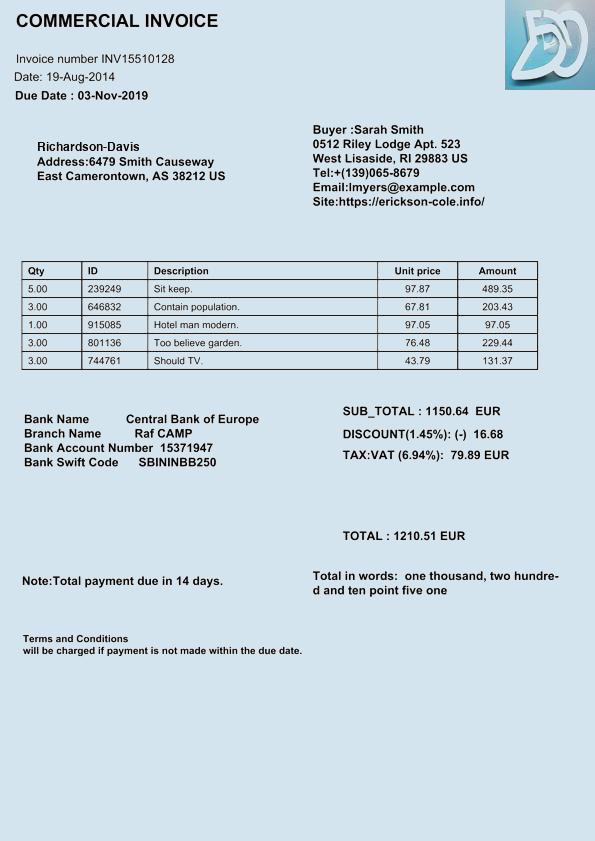 COMMERCIAL INVOICE
Invoice number INV15510128
Date: 19-Aug-2014
Due Date : 03-Nov-2019
Buyer :Sarah Smith
0512 Riley Lodge Apt. 523
West Lisaside, RI 29883 US
Tel:+(139)065-8679
Email:lmyers@example.com
Site:https://erickson-cole.info/
Richardson-Davis
Address:6479 Smith Causeway
East Camerontown, AS 38212 US
Qty ID Description Unit price Amount
5.00 239249 Sit keep. 97.87 489.35
3.00 646832 Contain population. 67.81 203.43
1.00 915085 Hotel man modern. 97.05 97.05
3.00 801136 Too believe garden. 76.48 229.44
3.00 744761 Should TV. 43.79 131.37
Bank Name Central Bank of Europe
Branch Name Raf CAMP
Bank Account Number 15371947
Bank Swift Code SBININBB250
SUB_TOTAL : 1150.64 EUR
DISCOUNT(1.45%): (-) 16.68
TAX:VAT (6.94%): 79.89 EUR
TOTAL : 1210.51 EUR
Note:Total payment due in 14 days.
Total in words: one thousand, two hundre-
d and ten point five one
Terms and Conditions
will be charged if payment is not made within the due date.